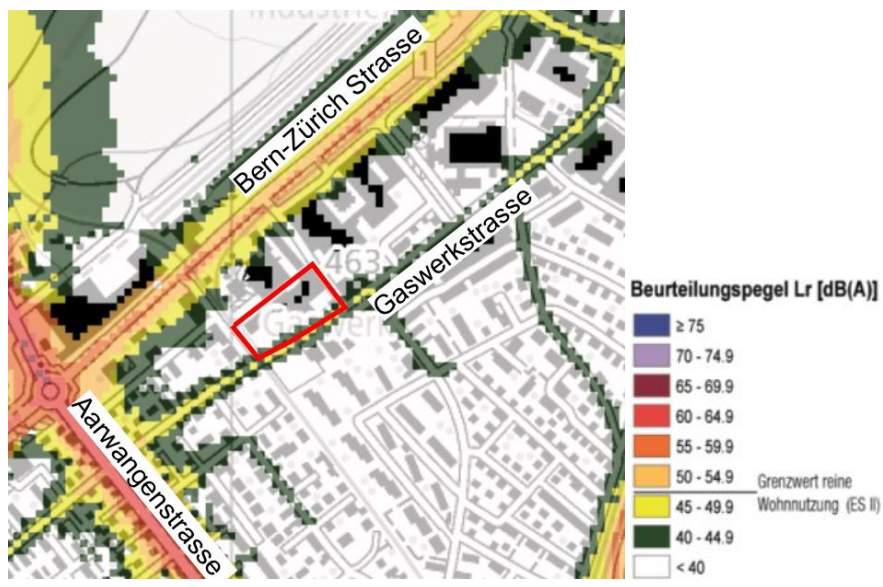 Bern-Zürich Strasse
1
463
Gaswerkstrasse
Aarwangenstrasse
Beurteilungspegel Lr [dB(A)]
≥ 75
70 - 74.9
65 - 69.9
60 - 64.9
55 - 59.9
50 - 54.9
Grenzwert reine
Wohnnutzung (ES II)
45 - 49.9
40 - 44.9
< 40